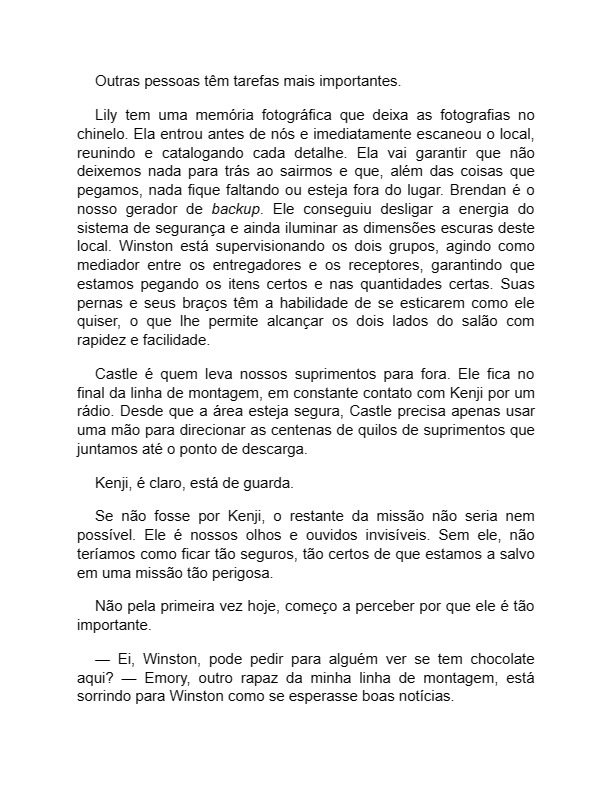 Outras pessoas têm tarefas mais importantes.
Lily tem uma memória fotográfica que deixa as fotografias no
chinelo. Ela entrou antes de nós e imediatamente escaneou o local,
reunindo e catalogando cada detalhe. Ela vai garantir que não
deixemos nada para trás ao sairmos e que, além das coisas que
pegamos, nada fique faltando ou esteja fora do lugar. Brendan é o
nosso gerador de backup. Ele conseguiu desligar a energia do
sistema de segurança e ainda iluminar as dimensões escuras deste
local. Winston está supervisionando os dois grupos, agindo como
mediador entre os entregadores e os receptores, garantindo que
estamos pegando os itens certos e nas quantidades certas. Suas
pernas e seus braços têm a habilidade de se esticarem como ele
quiser, o que lhe permite alcançar os dois lados do salão com
rapidez e facilidade.
Castle é quem leva nossos suprimentos para fora. Ele fica no
final da linha de montagem, em constante contato com Kenji por um
rádio. Desde que a área esteja segura, Castle precisa apenas usar
uma mão para direcionar as centenas de quilos de suprimentos que
juntamos até o ponto de descarga.
Kenji, é claro, está de guarda.
Se não fosse por Kenji, o restante da missão não seria nem
possível. Ele é nossos olhos e ouvidos invisíveis. Sem ele, não
teríamos como ficar tão seguros, tão certos de que estamos a salvo
em uma missão tão perigosa.
Não pela primeira vez hoje, começo a perceber por que ele é tão
importante.
— Ei, Winston, pode pedir para alguém ver se tem chocolate
aqui? — Emory, outro rapaz da minha linha de montagem, está
sorrindo para Winston como se esperasse boas notícias.